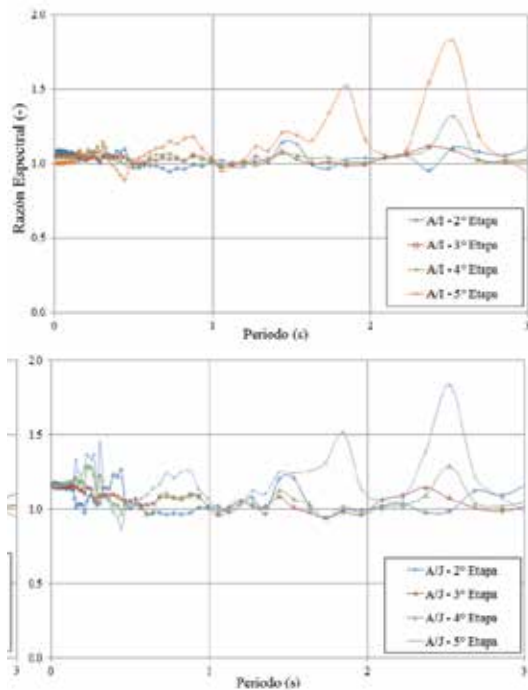 2.0
1.5
1.0
0.5
0.0
Razón Espectral (-)
A/I - 2° Etapa
A/I - 3° Etapa
A/I - 4° Etapa
A/I - 5° Etapa
0
1
2
3
Periodo (s)
2.0
1.5
1.0
0.5
0.0
A/J - 2° Etapa
A/J - 3° Etapa
A/J - 4° Etapa
A/J - 5° Etapa
3
0
1
2
3
Periodo (s)